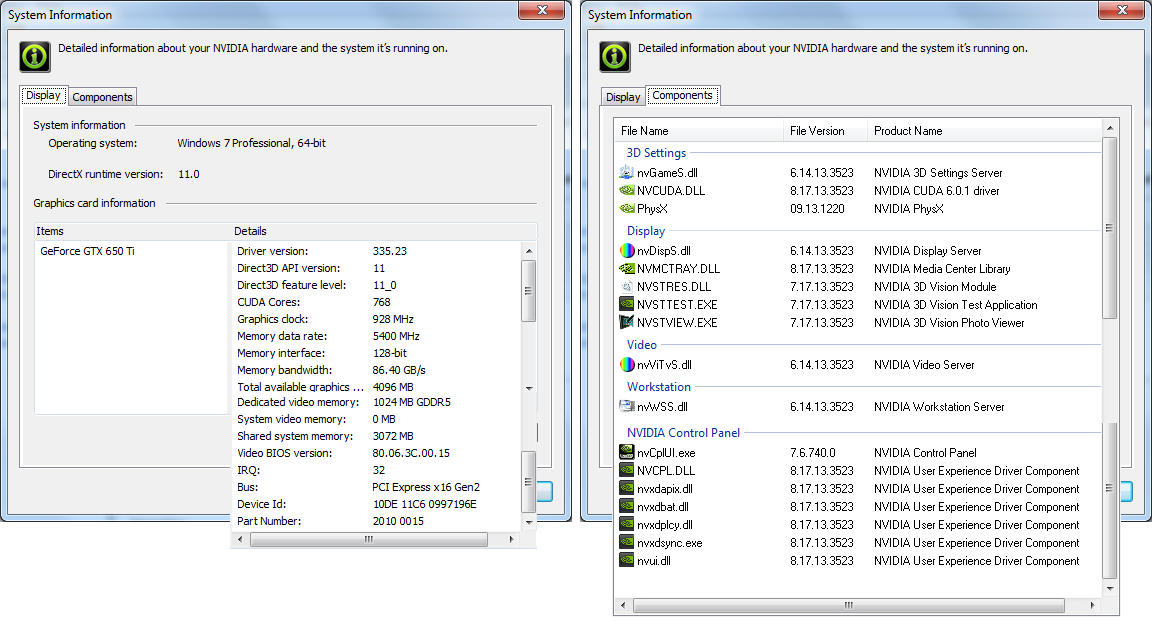 System Information
Detailed information about your NVIDIA hardware and the system it's running on.
Display Components
System information
Operating system: Windows 7 Professional, 64-bit
DirectX runtime version: 11.0
Graphics card information
Items Details
GeForce GTX 650 Ti
Driver version: 335.23
Direct3D API version: 11
Direct3D feature level: 11_0
CUDA Cores: 768
Graphics clock: 928 MHz
Memory data rate: 5400 MHz
Memory interface: 128-bit
Memory bandwidth: 86.40 GB/s
Total available graphics ... 4096 MB
Dedicated video memory: 1024 MB GDDR5
System video memory: 0 MB
Shared system memory: 3072 MB
Video BIOS version: 80.06.3C.00.15
IRQ: 32
Bus: PCI Express x16 Gen2
Device Id: 10DE 11C6 0997196E
Part Number: 2010 0015
System Information
Detailed information about your NVIDIA hardware and the system it's running on.
Display Components
File Name File Version Product Name
3D Settings
nvGameS.dll 6.14.13.3523 NVIDIA 3D Settings Server
NVCUDA.DLL 8.17.13.3523 NVIDIA CUDA 6.0.1 driver
PhysX 09.13.1220 NVIDIA PhysX
Display
nvDispS.dll 6.14.13.3523 NVIDIA Display Server
NVMCTRAY.DLL 8.17.13.3523 NVIDIA Media Center Library
NVSTRES.DLL 7.17.13.3523 NVIDIA 3D Vision Module
NVSTTEST.EXE 7.17.13.3523 NVIDIA 3D Vision Test Application
NVSTVIEW.EXE 7.17.13.3523 NVIDIA 3D Vision Photo Viewer
Video
nvViTvS.dll 6.14.13.3523 NVIDIA Video Server
Workstation
nvWSS.dll 6.14.13.3523 NVIDIA Workstation Server
NVIDIA Control Panel
nvCplUI.exe 7.6.740.0 NVIDIA Control Panel
NVCPL.DLL 8.17.13.3523 NVIDIA User Experience Driver Component
nvxdapix.dll 8.17.13.3523 NVIDIA User Experience Driver Component
nvxdbat.dll 8.17.13.3523 NVIDIA User Experience Driver Component
nvxdplcy.dll 8.17.13.3523 NVIDIA User Experience Driver Component
nvxdsync.exe 8.17.13.3523 NVIDIA User Experience Driver Component
nvui.dll 8.17.13.3523 NVIDIA User Experience Driver Component